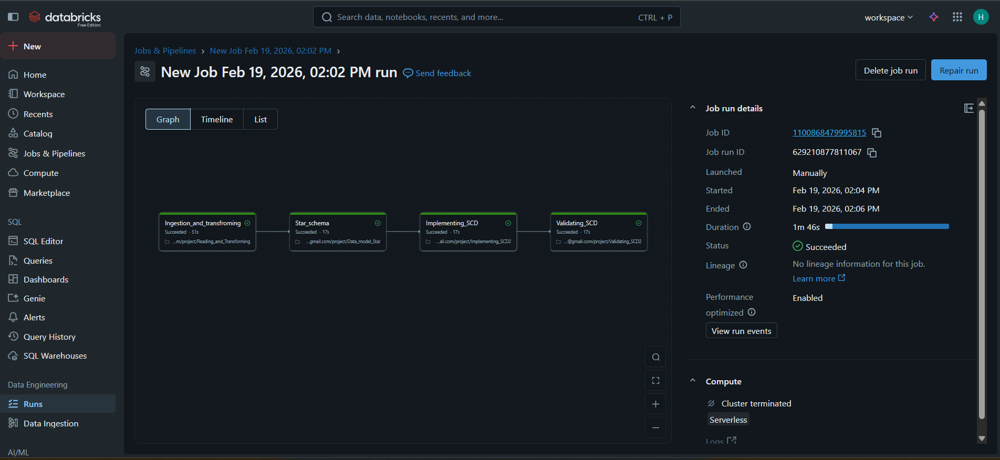 databricks
Free Edition
Search data, notebooks, recents, and more...
CTRL + P
workspace
H
New
Home
Workspace
Recents
Catalog
Jobs & Pipelines
Compute
Marketplace
SQL
SQL Editor
Queries
Dashboards
Genie
Alerts
Query History
SQL Warehouses
Data Engineering
Runs
Data Ingestion
AI/ML
Jobs & Pipelines › New Job Feb 19, 2026, 02:02 PM ›
New Job Feb 19, 2026, 02:02 PM run
Send feedback
Delete job run
Repair run
Graph
Timeline
List
Ingestion_and_transfroming
Succeeded · 51s
...m/project/Reading_and_Transforming
Star_schema
Succeeded · 17s
...gmail.com/project/Data_model_Star
Implementing_SCD
Succeeded · 17s
...ail.com/project/Implementing_SCD2
Validating_SCD
Succeeded · 17s
...@gmail.com/project/Validating_SCD2
Job run details
Job ID 1100868479995815
Job run ID 629210877811067
Launched Manually
Started Feb 19, 2026, 02:04 PM
Ended Feb 19, 2026, 02:06 PM
Duration 1m 46s
Status Succeeded
Lineage No lineage information for this job.
Learn more
Performance optimized Enabled
View run events
Compute
Cluster terminated
Serverless
Logs